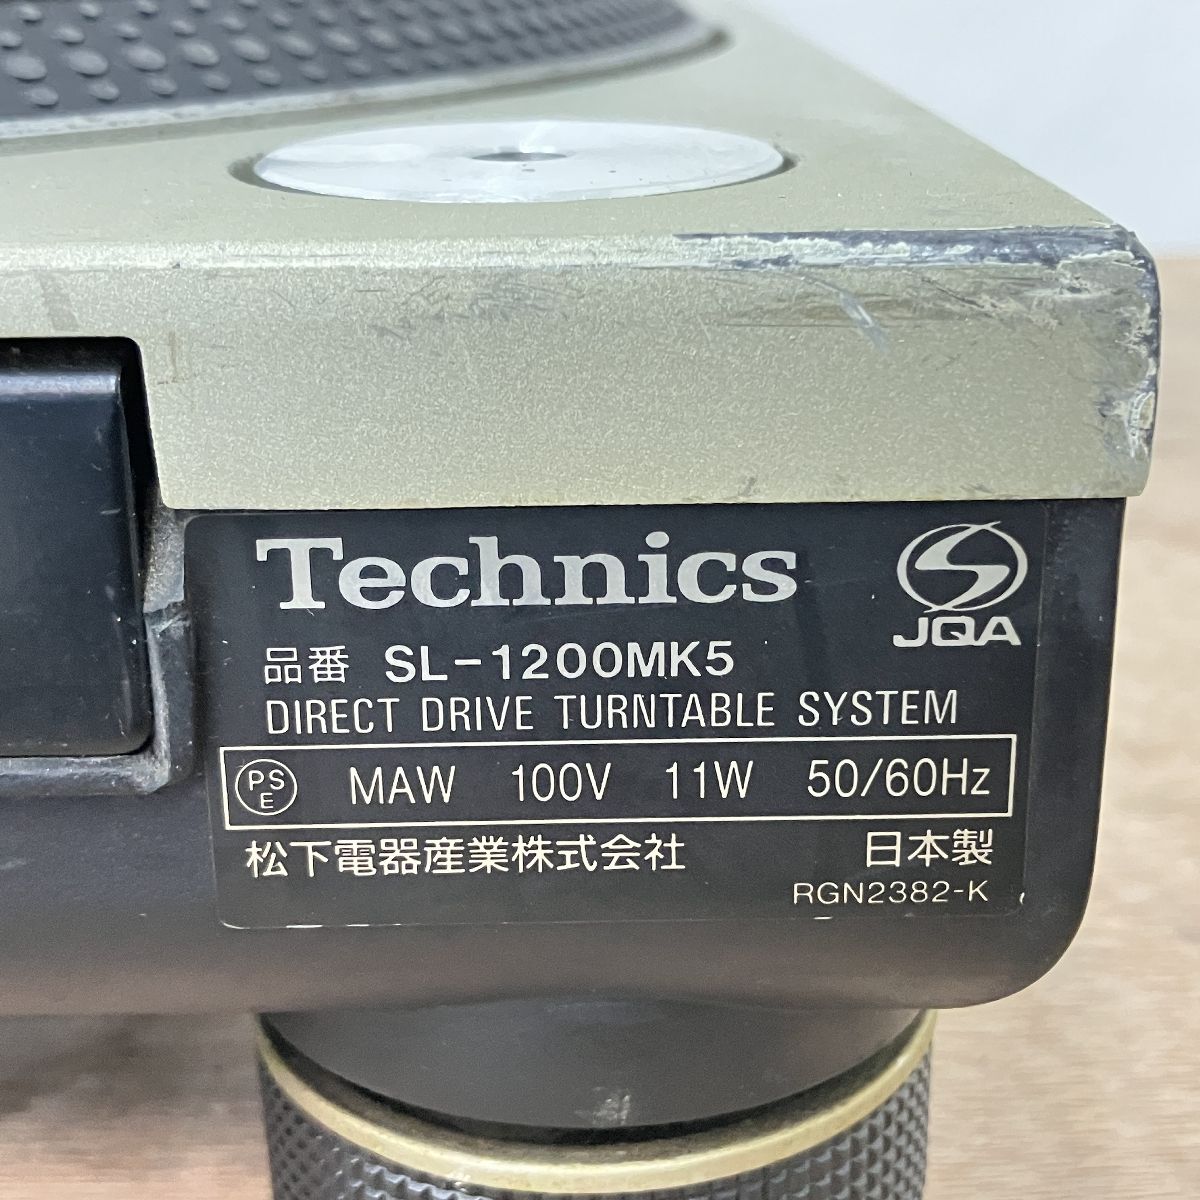 Technics
JQA
品番 SL-1200MK5
DIRECT DRIVE TURNTABLE SYSTEM
PSE MAW 100V 11W 50/60Hz
松下電器産業株式会社 日本製
RGN2382-K